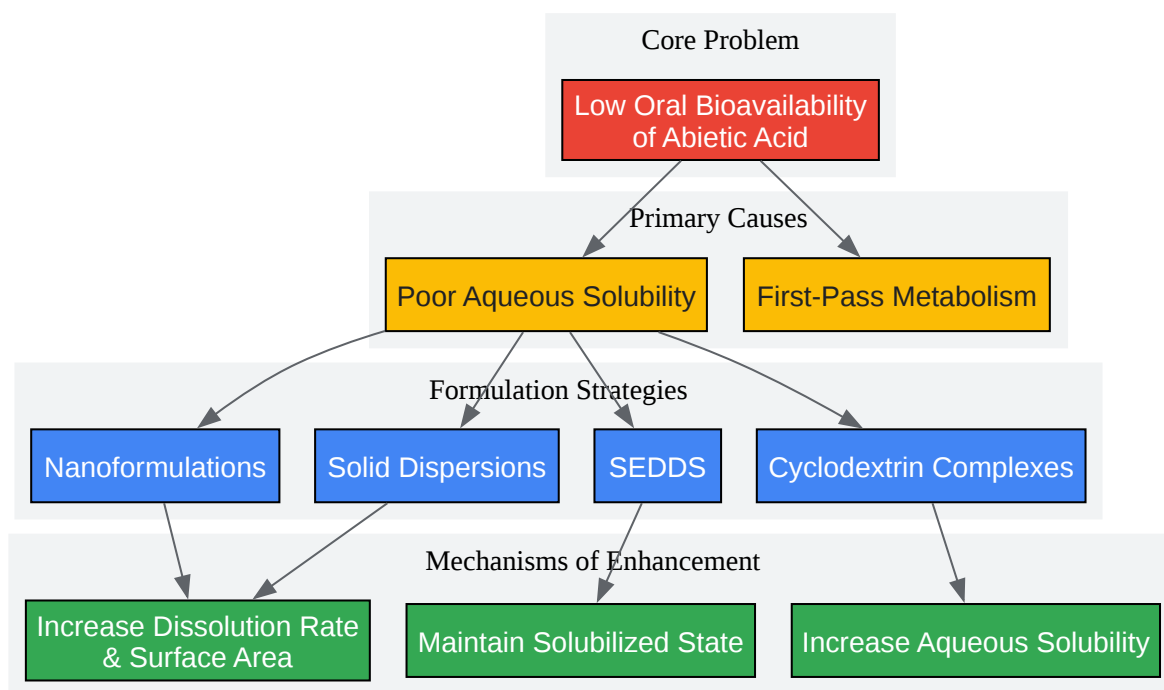 Core Problem
Low Oral Bioavailability
of Abietic Acid
Primary Causes
Poor Aqueous Solubility
First-Pass Metabolism
Formulation Strategies
Nanoformulations
Solid Dispersions
SEDDS
Cyclodextrin Complexes
Mechanisms of Enhancement
Increase Dissolution Rate
& Surface Area
Maintain Solubilized State
Increase Aqueous Solubility